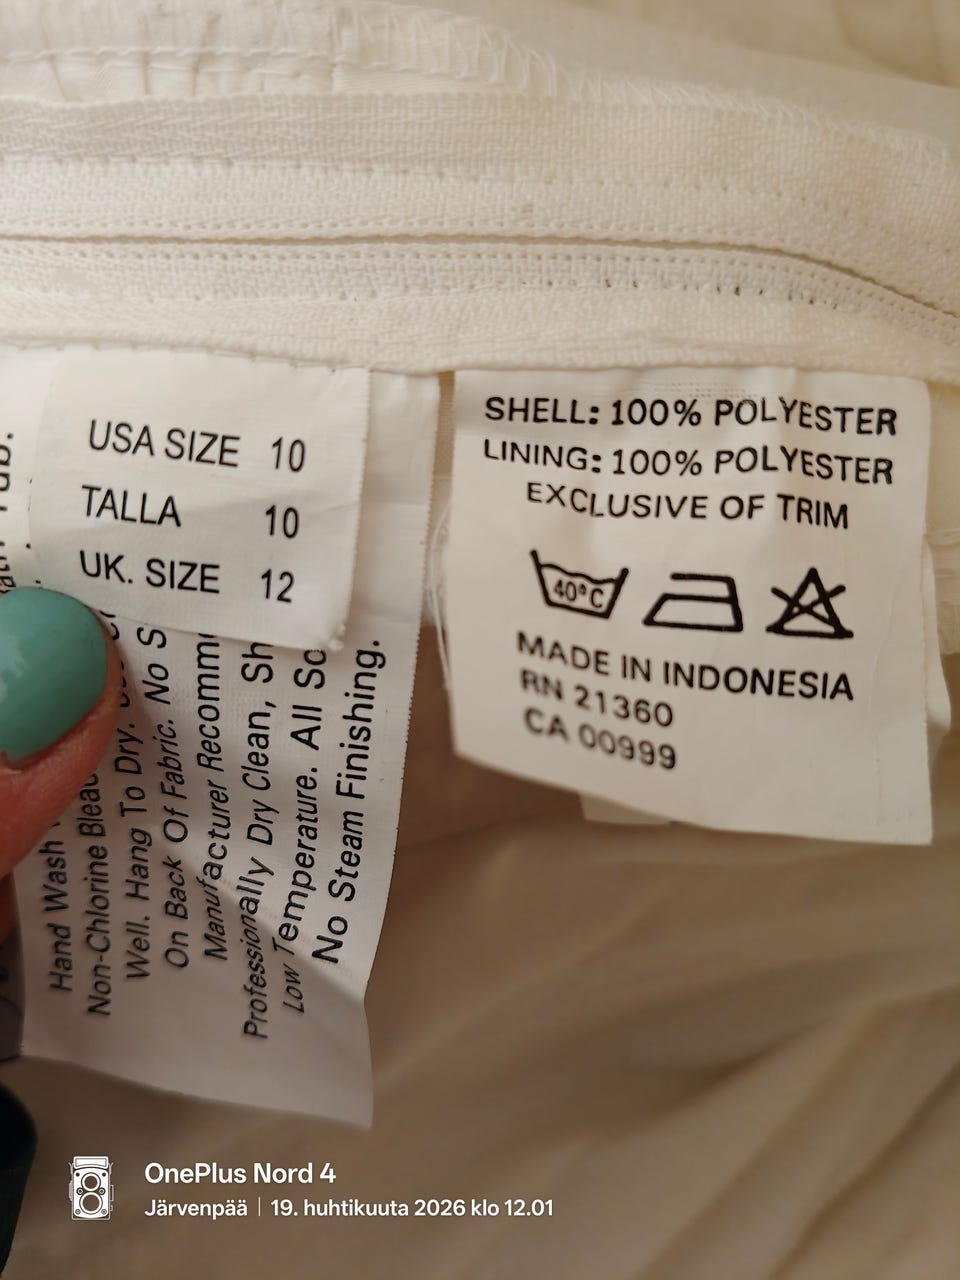 USA SIZE 10
TALLA 10
UK. SIZE 12
Hand Wash
Non-Chlorine
Well. Hang To Dry.
On Back Of Fabric. No
Manufacturer
Professionally Dry Clean,
Low Temperature. All
No Steam Finishing.
SHELL: 100% POLYESTER
LINING: 100% POLYESTER
EXCLUSIVE OF TRIM
40°C
MADE IN INDONESIA
RN 21360
CA 00999
OnePlus Nord 4
Järvenpää | 19. huhtikuuta 2026 klo 12.01